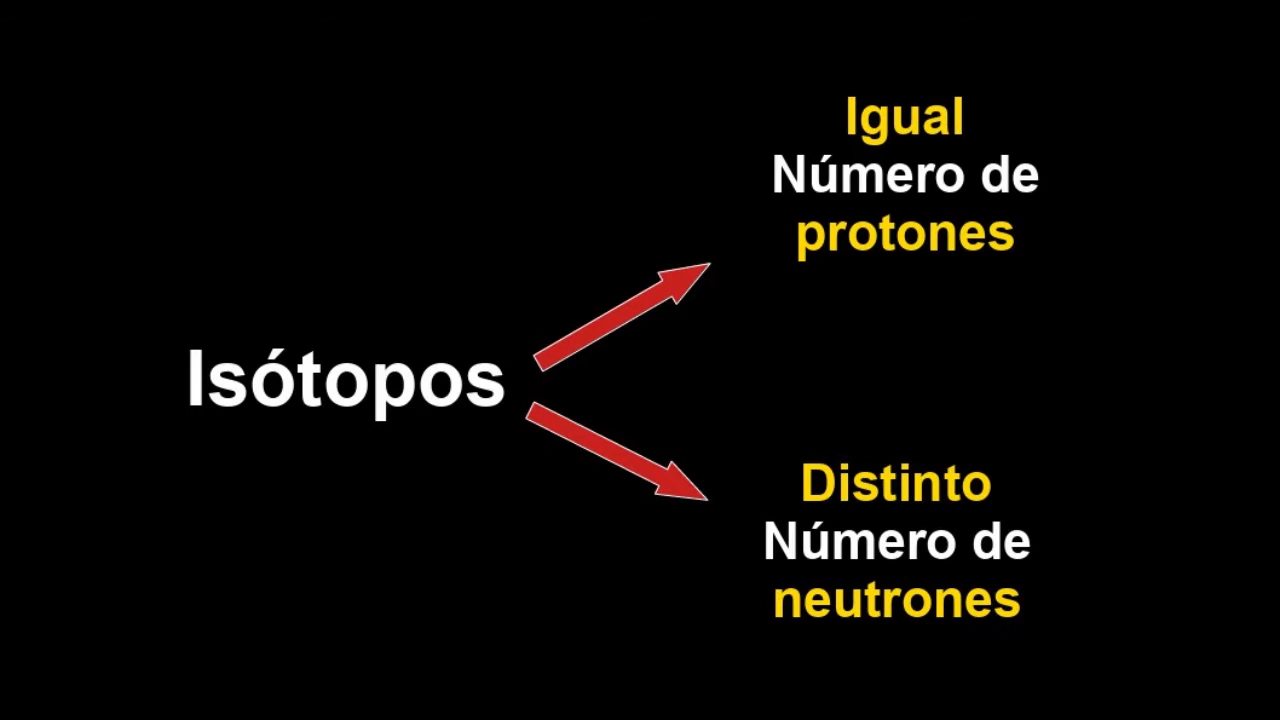 Isótopos
Igual
Número de
protones
Distinto
Número de
neutrones